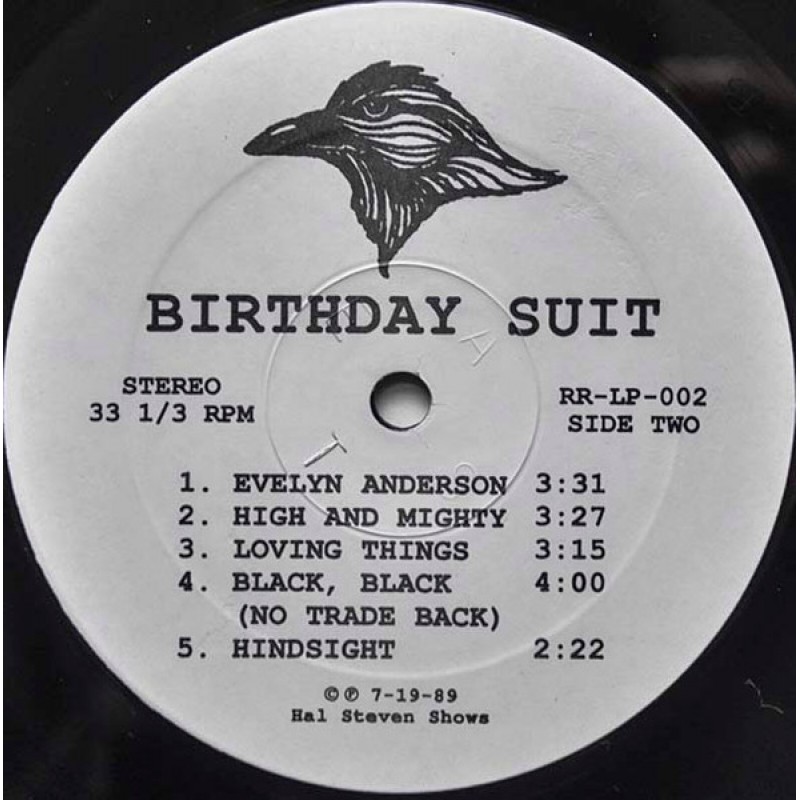 BIRTHDAY SUIT
STEREO
33 1/3 RPM
RR-LP-002
SIDE TWO
1. EVELYN ANDERSON 3:31
2. HIGH AND MIGHTY 3:27
3. LOVING THINGS 3:15
4. BLACK, BLACK 4:00
(NO TRADE BACK)
5. HINDSIGHT 2:22
©℗ 7-19-89
Hal Steven Shows